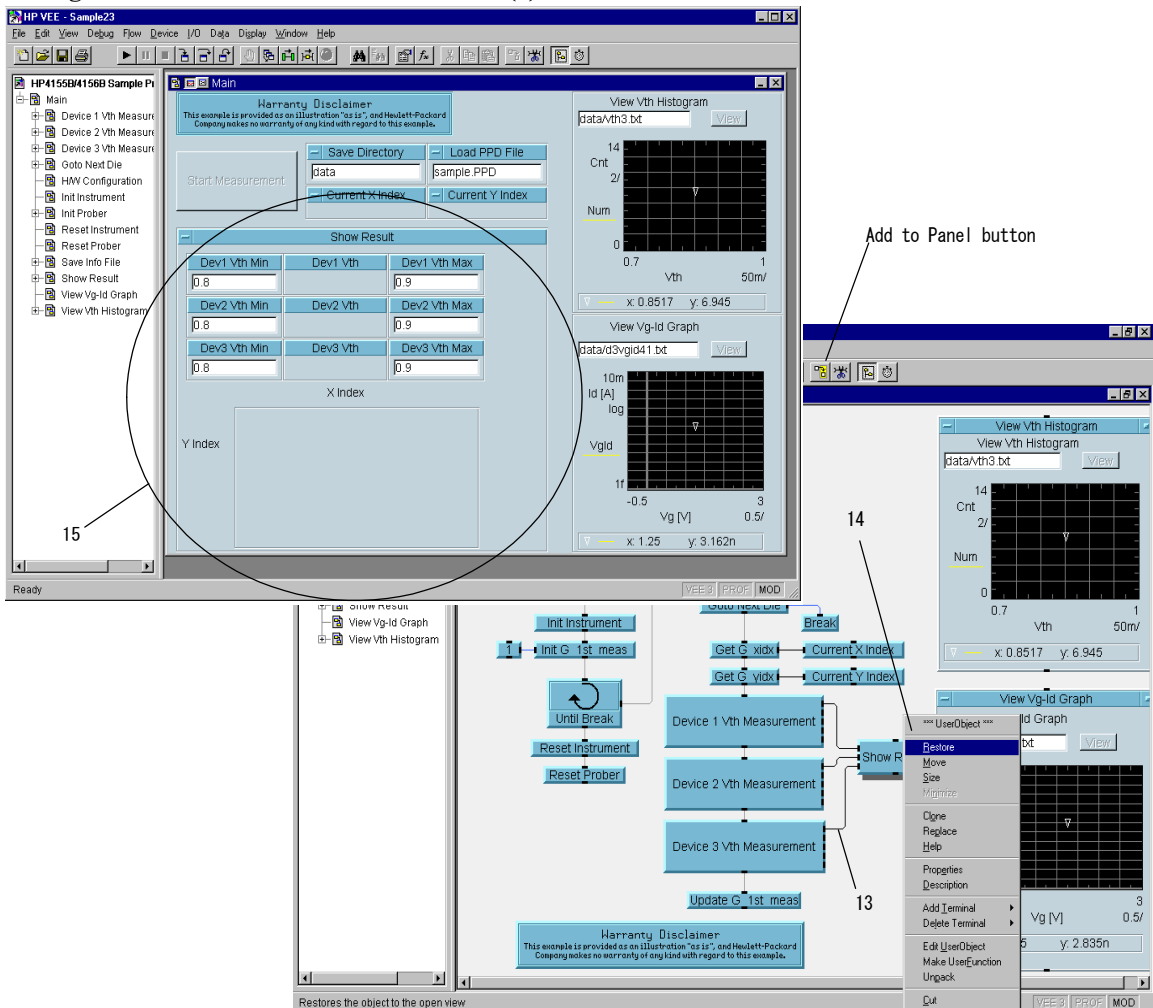 HP VEE - Sample23
File Edit View Debug Flow Device I/O Data Display Window Help
HP4155B/4156B Sample
Main
Device 1 Vth Measure
Device 2 Vth Measure
Device 3 Vth Measure
Goto Next Die
H/W Configuration
Init Instrument
Init Prober
Reset Instrument
Reset Prober
Save Info File
Show Result
View Vg-Id Graph
View Vth Histogram
Main
Warranty Disclaimer
This example is provided as an illustration "as is", and Hewlett-Packard
Company makes no warranty of any kind with regard to this example.
Start Measurement
Save Directory
data
Load PPD File
sample.PPD
Current X Index
Current Y Index
Show Result
Dev1 Vth Min Dev1 Vth Dev1 Vth Max
0.8 0.9
Dev2 Vth Min Dev2 Vth Dev2 Vth Max
0.8 0.9
Dev3 Vth Min Dev3 Vth Dev3 Vth Max
0.8 0.9
X Index
Y Index
View Vth Histogram
data/vth3.txt View
14
Cnt
2/
Num
0
0.7 1
Vth 50m/
x: 0.8517 y: 6.945
View Vg-Id Graph
data/d3vgid41.txt View
10m
Id [A]
log
VgId
1f
-0.5 3
Vg [V] 0.5/
x: 1.25 y: 3.162n
Ready
VEE 3 PROF MOD
15
Add to Panel button
14
Show Result
View Vg-Id Graph
View Vth Histogram
Init Instrument
1 Init G 1st meas
Until Break
Reset Instrument
Reset Prober
Goto Next Die
Break
Get G xidx Current X Index
Get G yidx Current Y Index
Device 1 Vth Measurement
Device 2 Vth Measurement
Device 3 Vth Measurement
Update G 1st meas
Show R
13
Warranty Disclaimer
This example is provided as an illustration "as is", and Hewlett-Packard
Company makes no warranty of any kind with regard to this example.
View Vth Histogram
View Vth Histogram
data/vth3.txt View
14
Cnt
2/
Num
0
0.7 1
Vth 50m/
x: 0.8517 y: 6.945
View Vg-Id Graph
Id Graph
txt View
3
Vg [V] 0.5/
5 y: 2.835n
*** UserObject ***
Restore
Move
Size
Minimize
Clone
Replace
Help
Properties
Description
Add Terminal
Delete Terminal
Edit UserObject
Make UserFunction
Unpack
Cut
Restores the object to the open view
VEE 3 PROF MOD